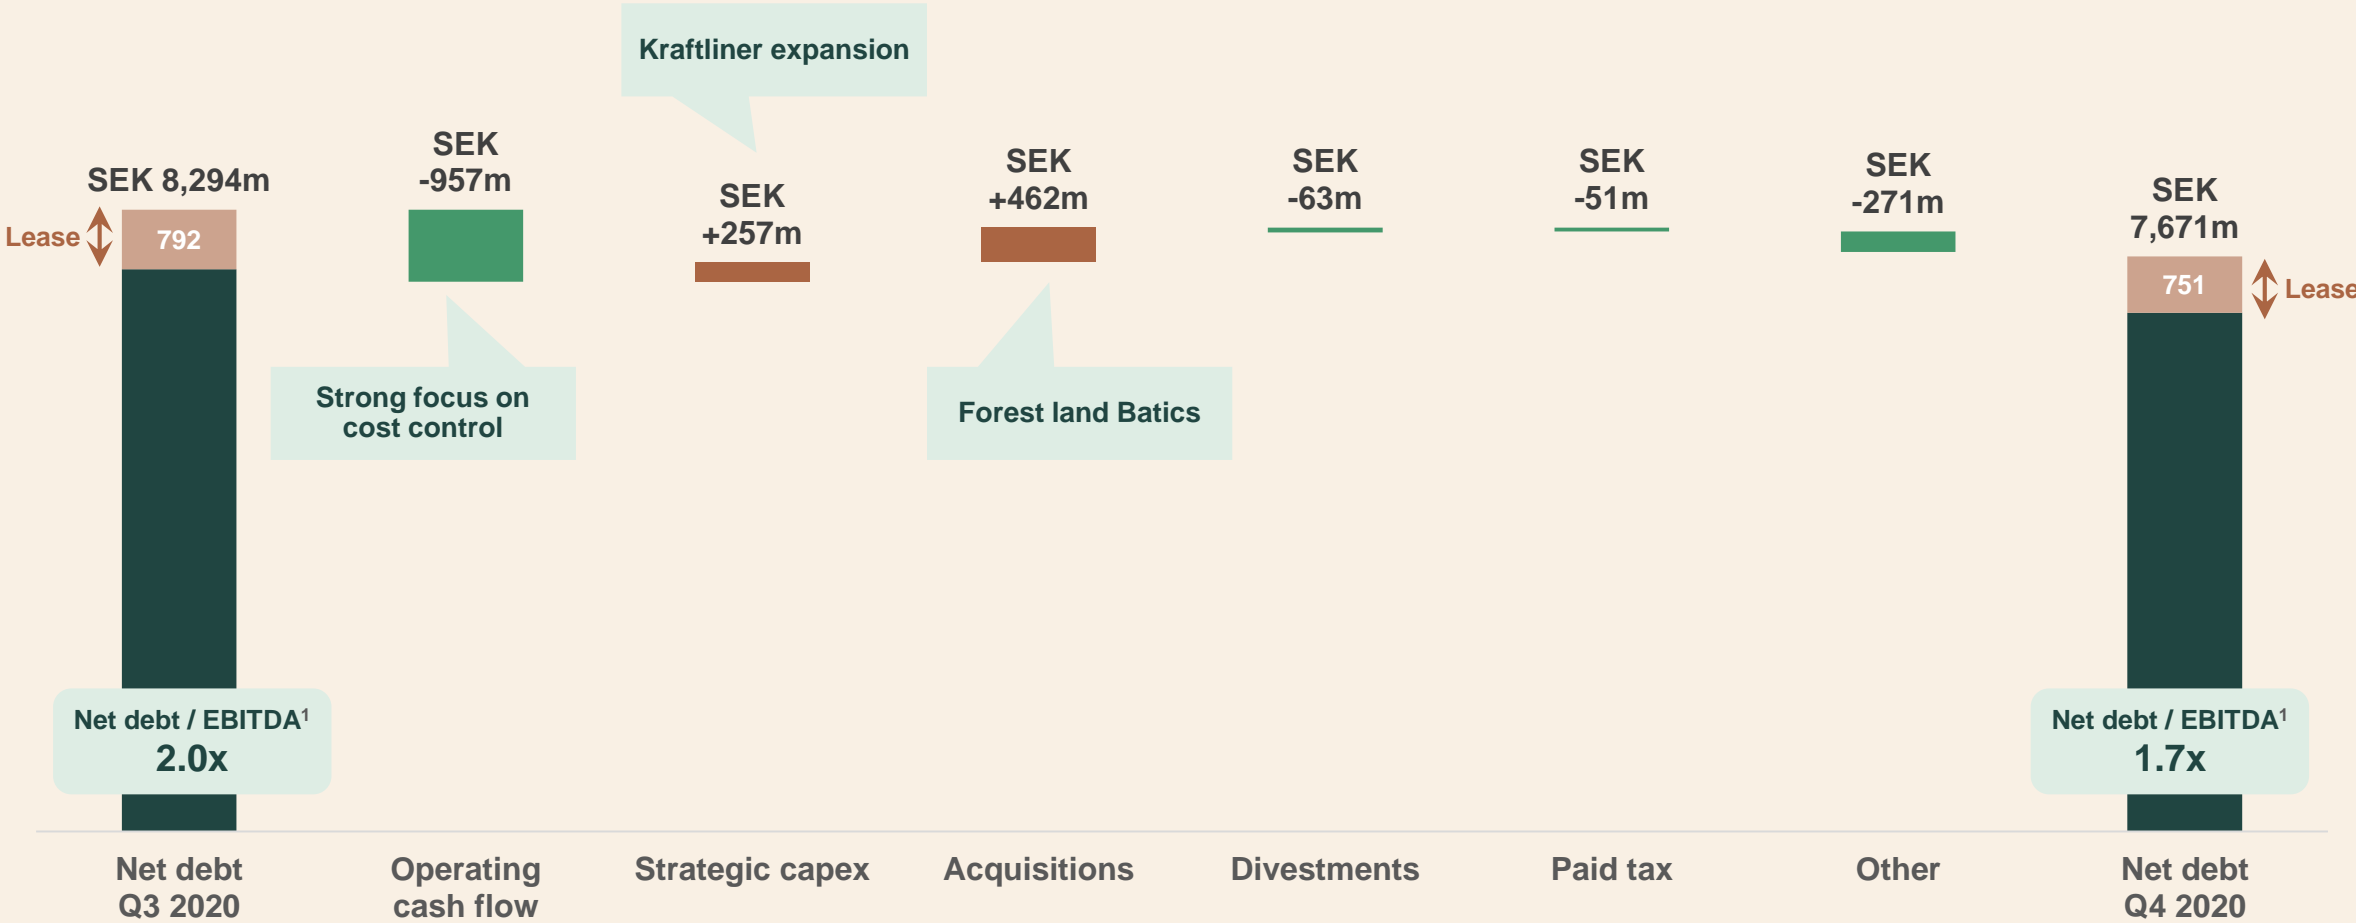 Kraftliner expansion
SEK 8,294m
SEK
-957m
SEK
+257m
SEK
+462m
SEK
-63m
SEK
-51m
SEK
-271m
SEK
7,671m
Lease
792
751
Lease
Strong focus on
cost control
Forest land Batics
Net debt / EBITDA¹
2.0x
Net debt / EBITDA¹
1.7x
Net debt
Q3 2020
Operating
cash flow
Strategic capex
Acquisitions
Divestments
Paid tax
Other
Net debt
Q4 2020